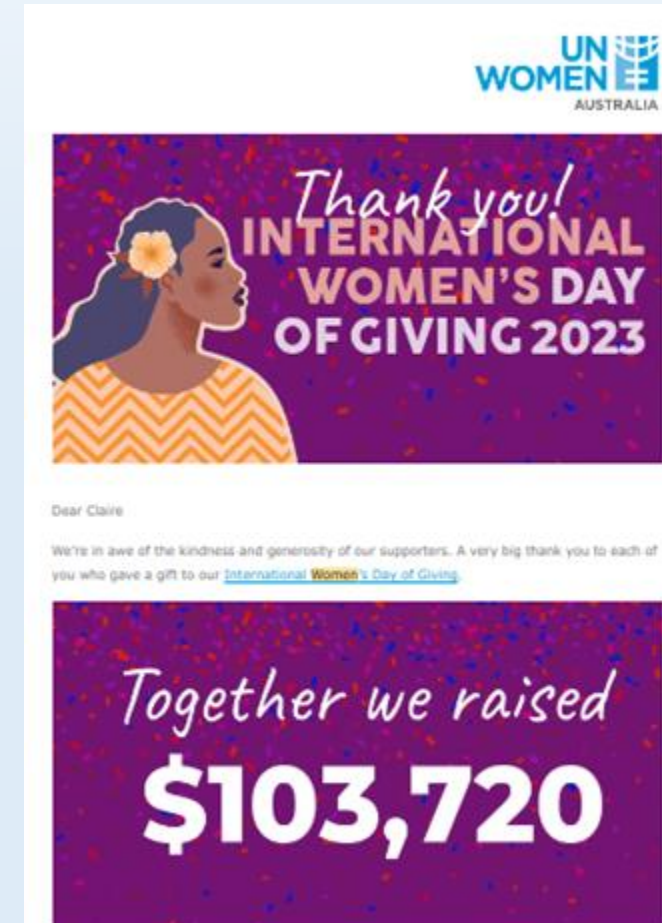 UN
WOMEN
AUSTRALIA
Thank you!
INTERNATIONAL
WOMEN'S DAY
OF GIVING 2023
Dear Claire
We're in awe of the kindness and generosity of our supporters. A very big thank you to each of
you who gave a gift to our International Women's Day of Giving.
Together we raised
$103,720